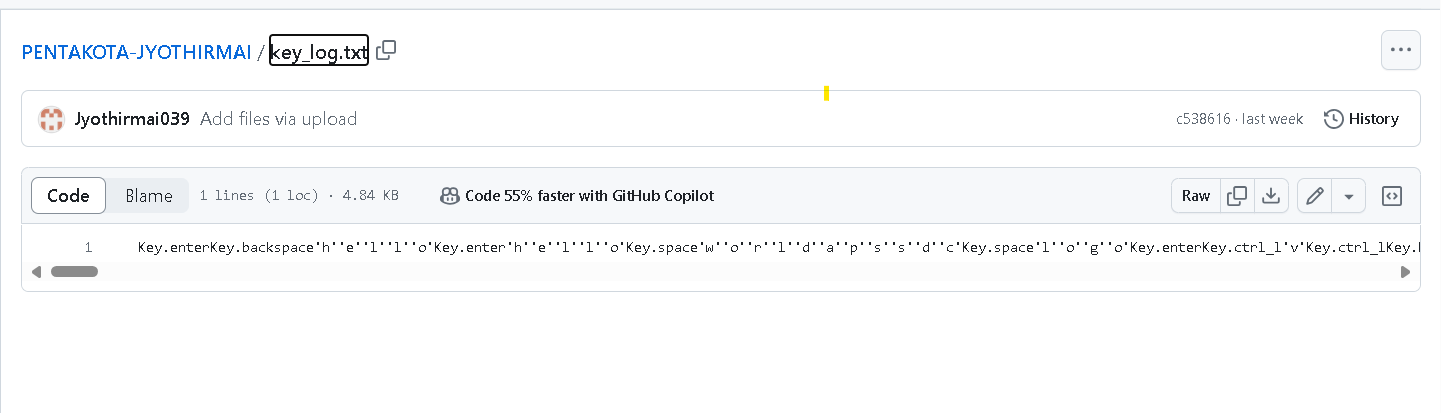 PENTAKOTA-JYOTHIRMAI / key_log.txt
Jyothirmai039 Add files via upload c538616 · last week History
Code Blame 1 lines (1 loc) · 4.84 KB Code 55% faster with GitHub Copilot Raw
1 Key.enterKey.backspace'h''e''l''l''o'Key.enter'h''e''l''l''o'Key.space'w''o''r''l''d''a''p''s''s''d''c'Key.space'l''o''g''o'Key.enterKey.ctrl_l'v'Key.ctrl_lKey.